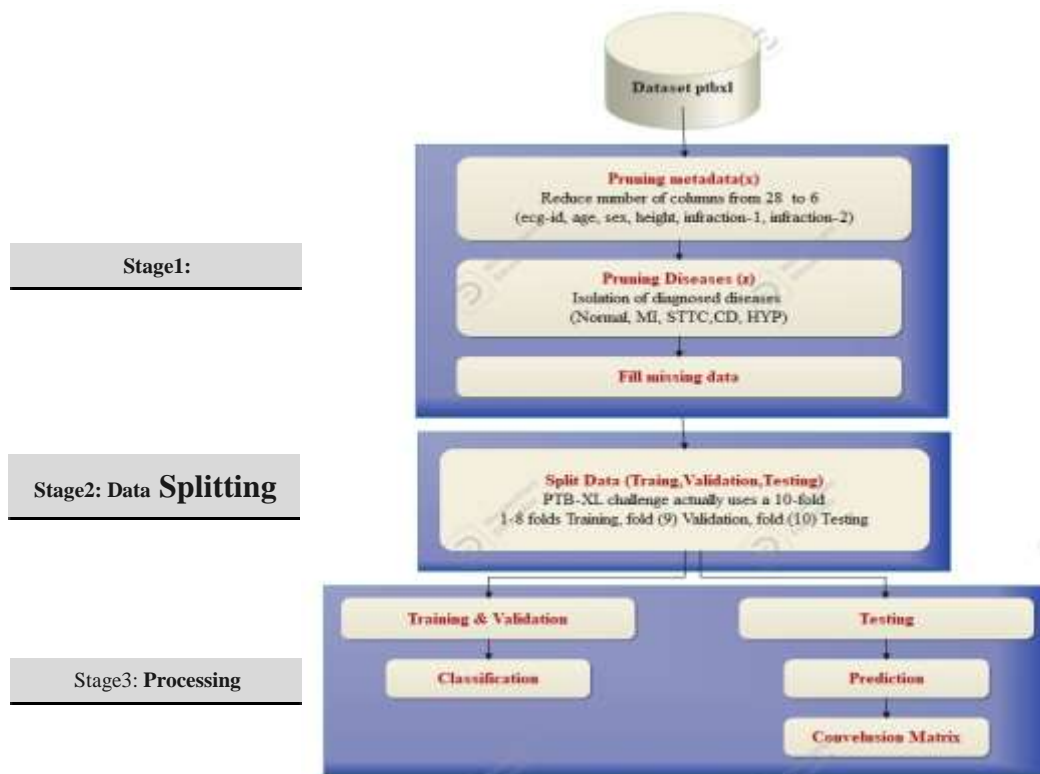 Dataset ptbxl
Pruning metadata(x)
Reduce number of columns from 28 to 6
(ecg-id, age, sex, height, infraction-1, infraction-2)
Stage1:
Pruning Diseases (z)
Isolation of diagnosed diseases
(Normal, MI, STTC,CD, HYP)
Fill missing data
Stage2: Data Splitting
Split Data (Traing,Validation,Testing)
PTB-XL challenge actually uses a 10-fold
1-8 folds Training, fold (9) Validation, fold (10) Testing
Training & Validation
Testing
Stage3: Processing
Classification
Prediction
Convelusion Matrix